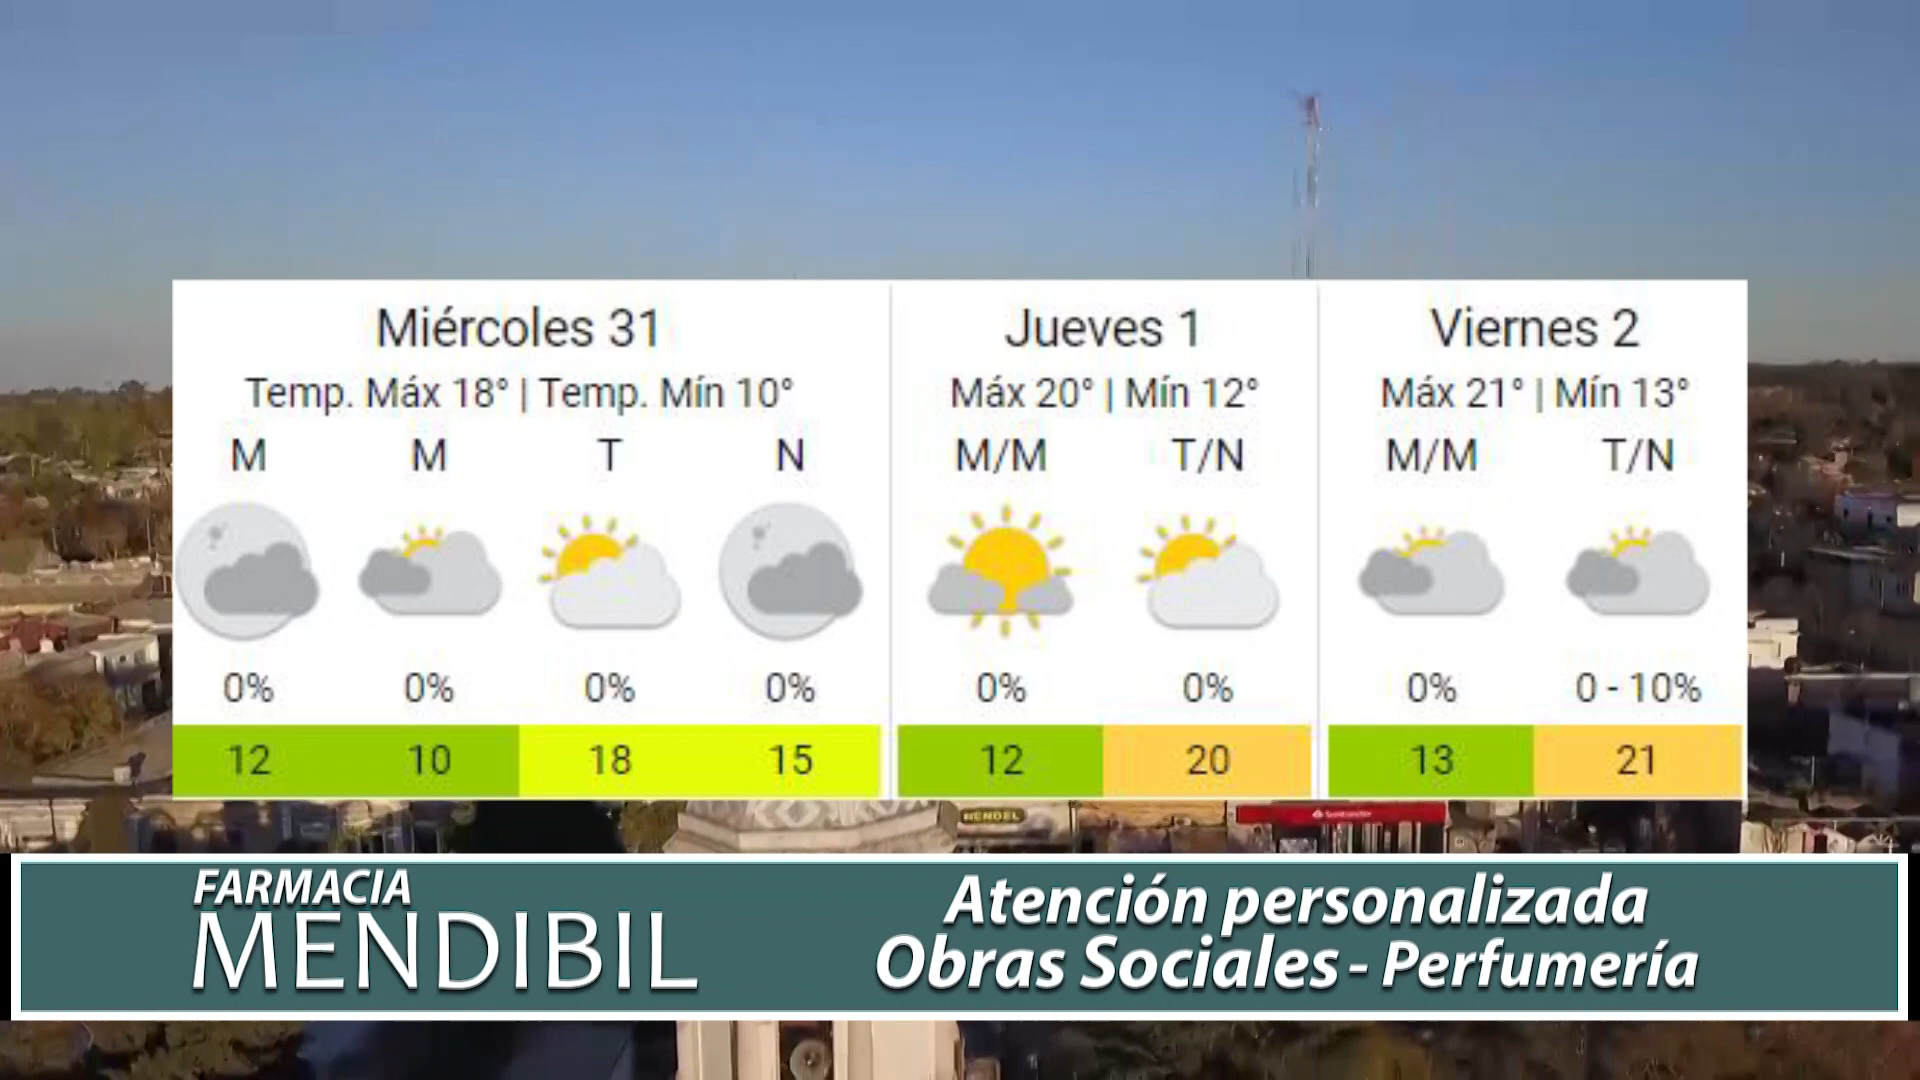 Miércoles 31
Temp. Máx 18° | Temp. Mín 10°
M M T N
0% 0% 0% 0%
12 10 18 15
Jueves 1
Máx 20° | Mín 12°
M/M T/N
0% 0%
12 20
Viernes 2
Máx 21° | Mín 13°
M/M T/N
0% 0 - 10%
13 21
MENDEL
Santander
FARMACIA
MENDIBIL
Atención personalizada
Obras Sociales - Perfumería